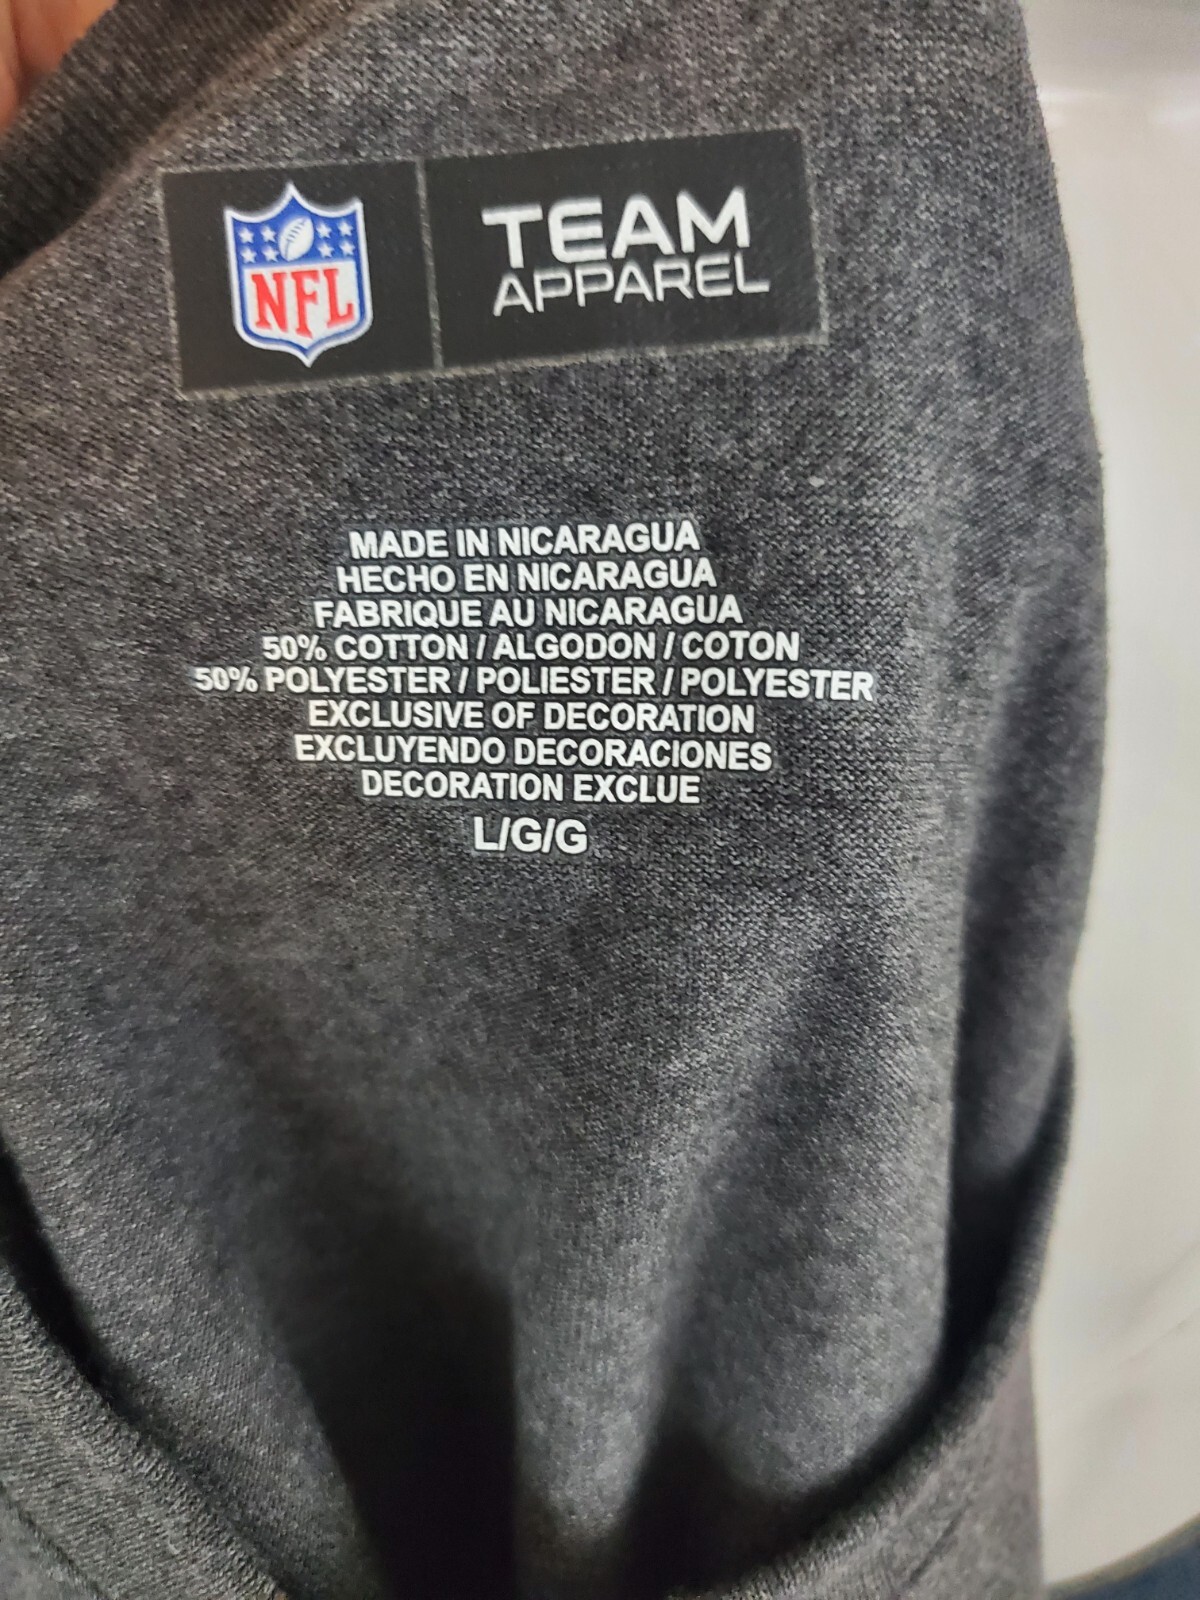 NFL
TEAM
APPAREL
MADE IN NICARAGUA
HECHO EN NICARAGUA
FABRIQUE AU NICARAGUA
50% COTTON / ALGODON / COTON
50% POLYESTER / POLIESTER / POLYESTER
EXCLUSIVE OF DECORATION
EXCLUYENDO DECORACIONES
DECORATION EXCLUE
L/G/G